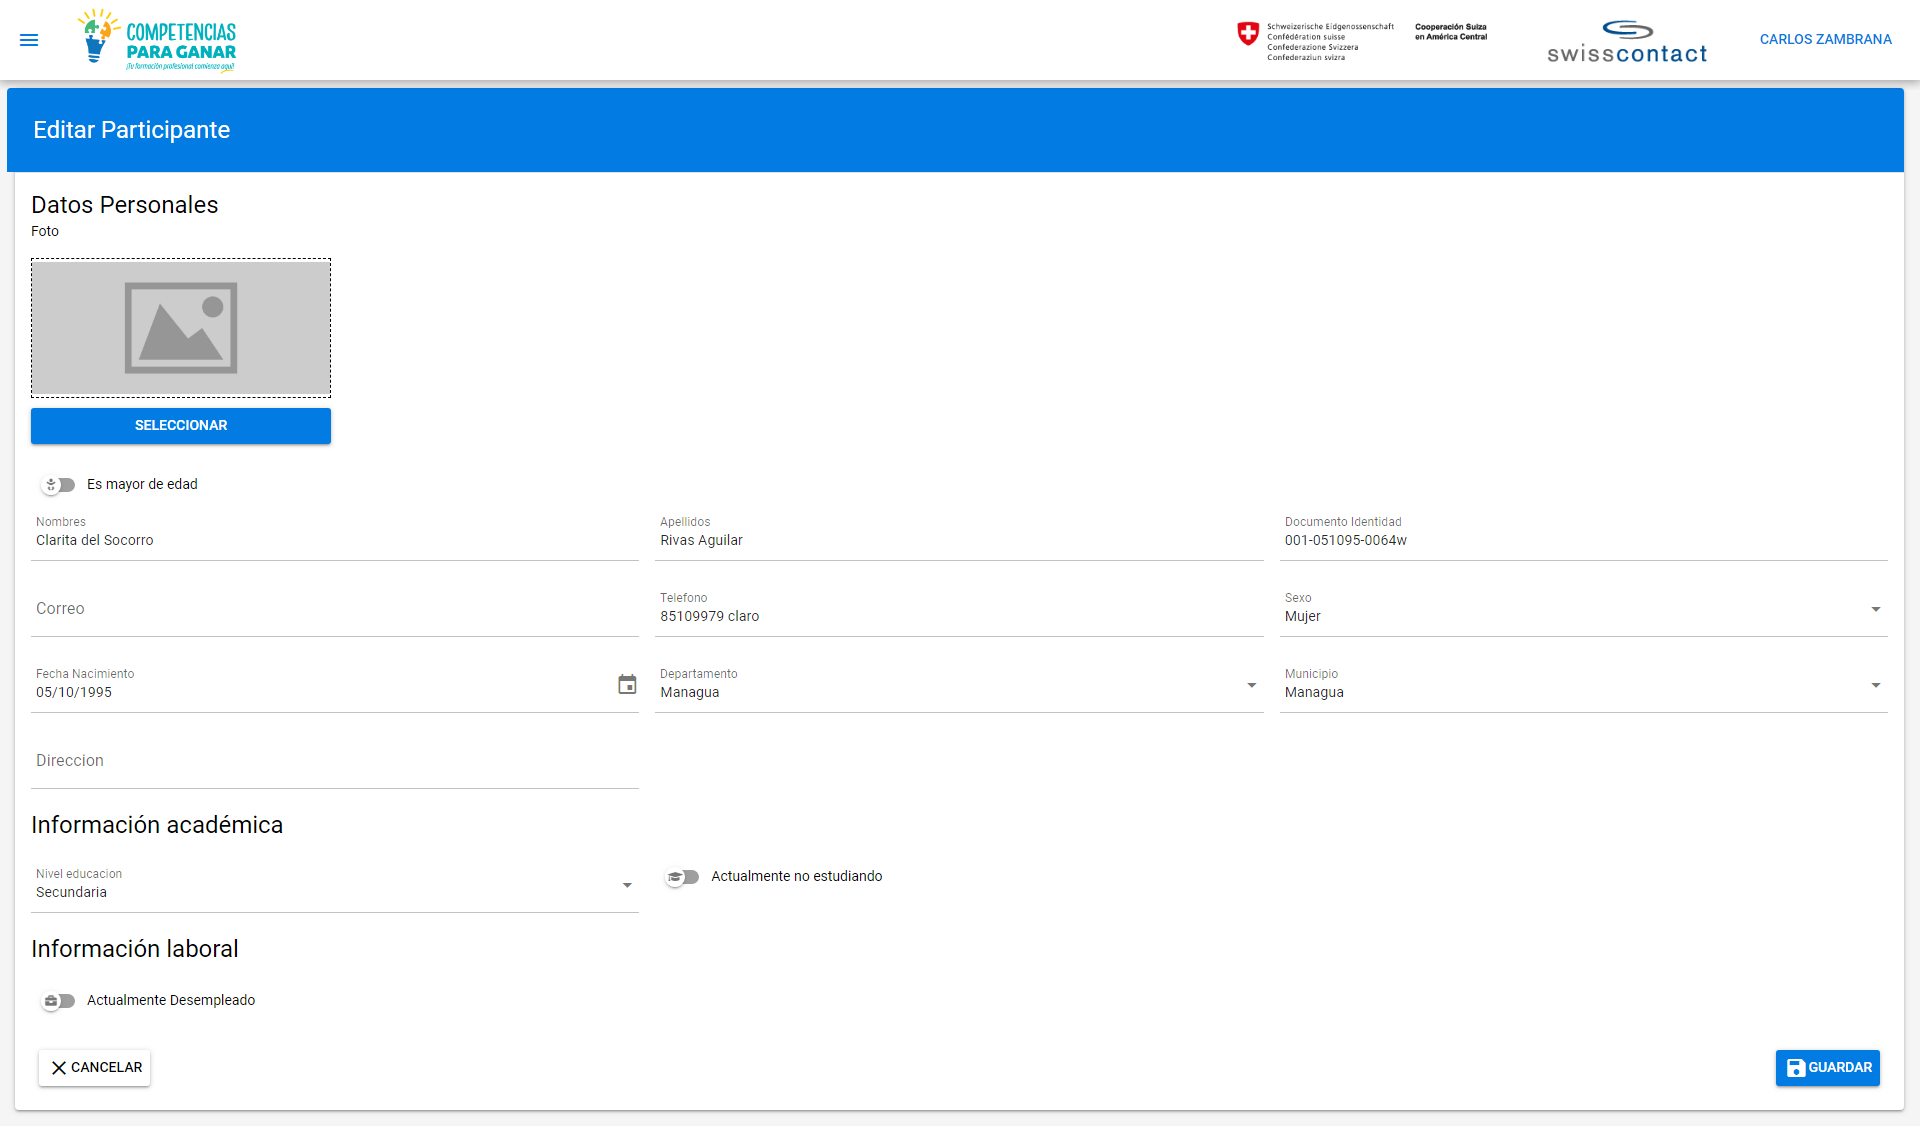 COMPETENCIAS
PARA GANAR
¡Tu formación profesional comienza aquí!
Schweizerische Eidgenossenschaft
Confédération suisse
Confederazione Svizzera
Confederaziun svizra
Cooperación Suiza
en América Central
swisscontact
CARLOS ZAMBRANA
Editar Participante
Datos Personales
Foto
SELECCIONAR
Es mayor de edad
Nombres
Clarita del Socorro
Apellidos
Rivas Aguilar
Documento Identidad
001-051095-0064w
Correo
Telefono
85109979 claro
Sexo
Mujer
Fecha Nacimiento
05/10/1995
Departamento
Managua
Municipio
Managua
Direccion
Información académica
Nivel educacion
Secundaria
Actualmente no estudiando
Información laboral
Actualmente Desempleado
CANCELAR
GUARDAR